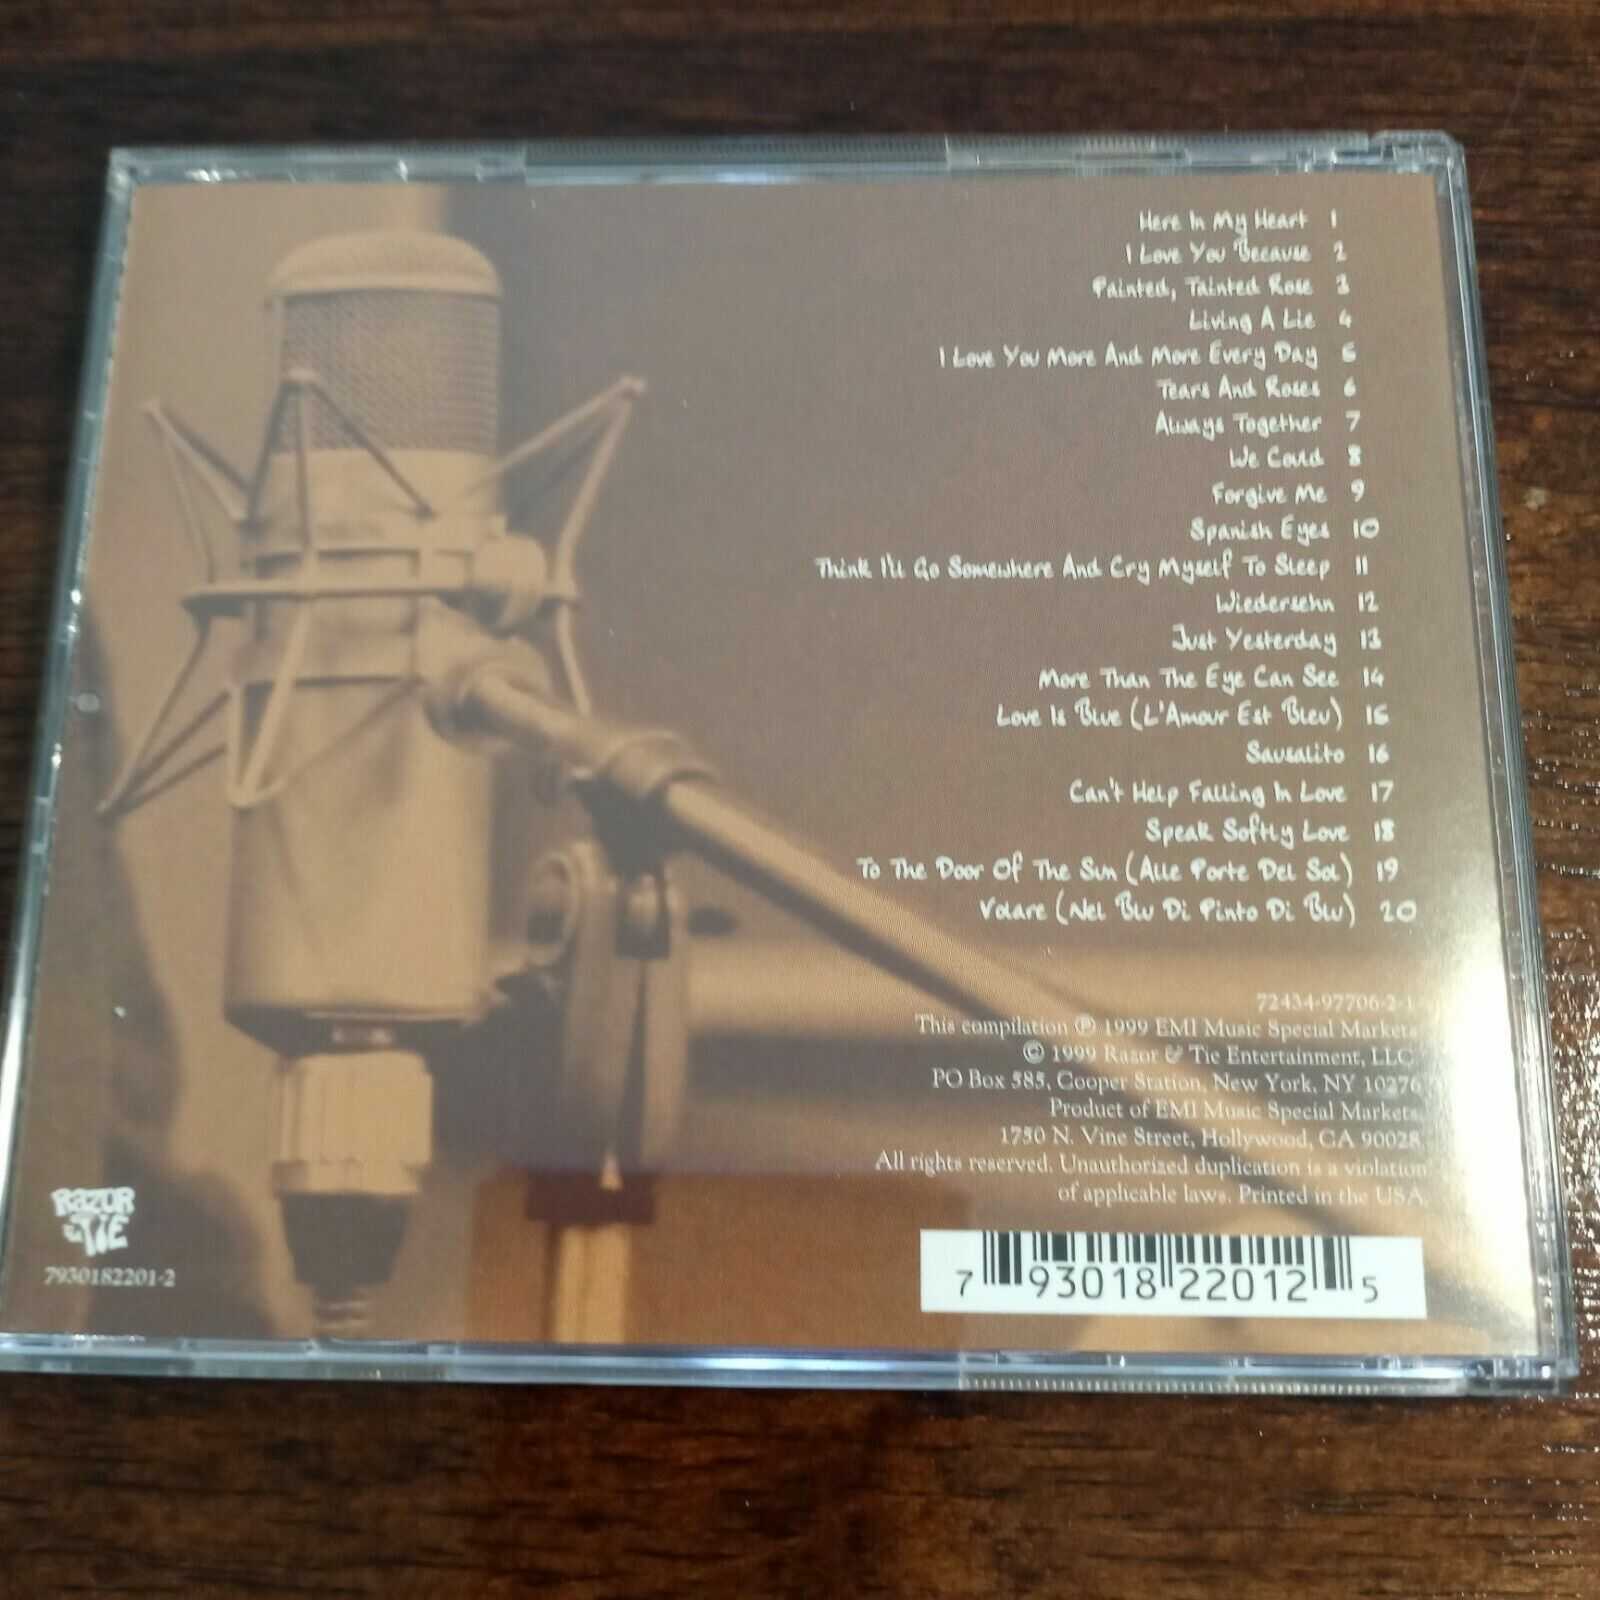 Here In My Heart 1
I Love You Because 2
Painted, Tainted Rose 3
Living A Lie 4
I Love You More And More Every Day 5
Tears And Roses 6
Always Together 7
We Could 8
Forgive Me 9
Spanish Eyes 10
Think I'll Go Somewhere And Cry Myself To Sleep 11
Wiedersehn 12
Just Yesterday 13
More Than The Eye Can See 14
Love Is Blue (L'Amour Est Bleu) 15
Sausalito 16
Can't Help Falling In Love 17
Speak Softly Love 18
To The Door Of The Sun (Alle Porte Del Sol) 19
Volare (Nel Blu Di Pinto Di Blu) 20
72434-97706-2-1
This compilation ℗ 1999 EMI Music Special Markets
© 1999 Razor & Tie Entertainment, LLC
PO Box 585, Cooper Station, New York, NY 10276
Product of EMI Music Special Markets,
1750 N. Vine Street, Hollywood, CA 90028.
All rights reserved. Unauthorized duplication is a violation
of applicable laws. Printed in the USA.
RAZOR
& TIE
7930182201-2
7 93018 22012 5